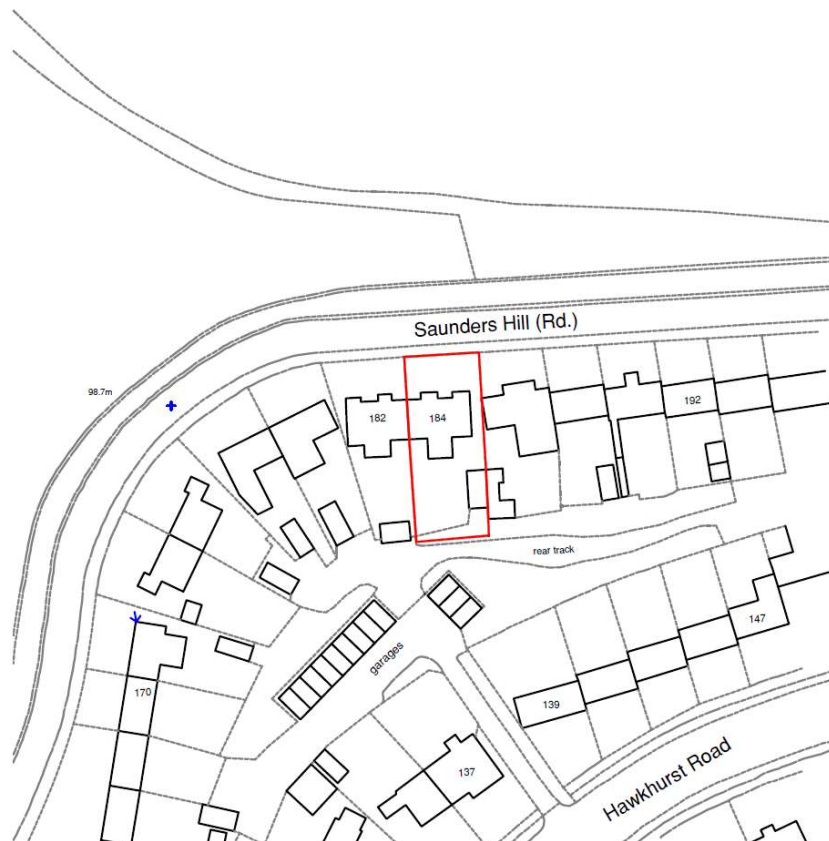 Saunders Hill (Rd.)
98.7m
182
184
192
rear track
garages
147
170
139
137
Hawkhurst Road